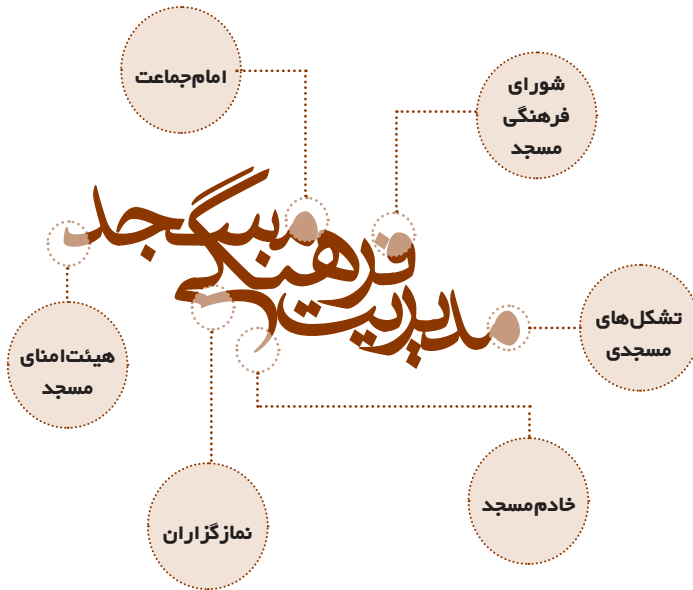 امام‌جماعت
شورای
فرهنگی
مسجد
مدیریت فرهنگی مسجد
تشکل‌های
مسجدی
هیئت‌امنای
مسجد
خادم‌مسجد
نمازگزاران